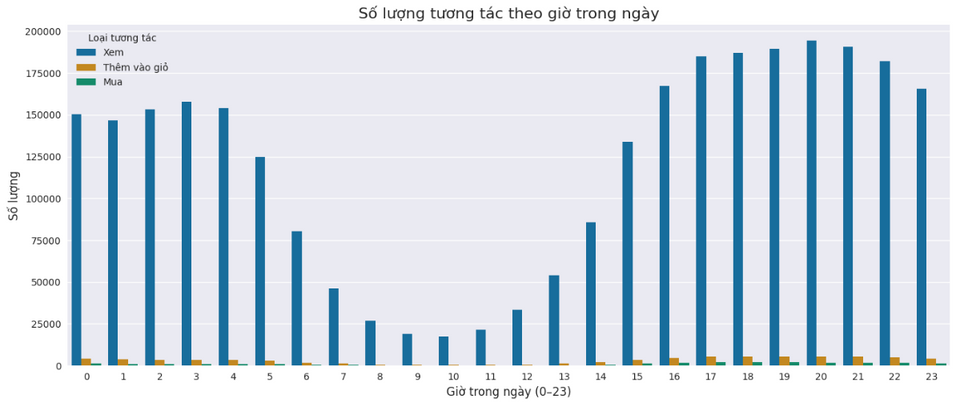 Số lượng tương tác theo giờ trong ngày
Loại tương tác
Xem
Thêm vào giỏ
Mua
Số lượng
200000
175000
150000
125000
100000
75000
50000
25000
0
0 1 2 3 4 5 6 7 8 9 10 11 12 13 14 15 16 17 18 19 20 21 22 23
Giờ trong ngày (0–23)